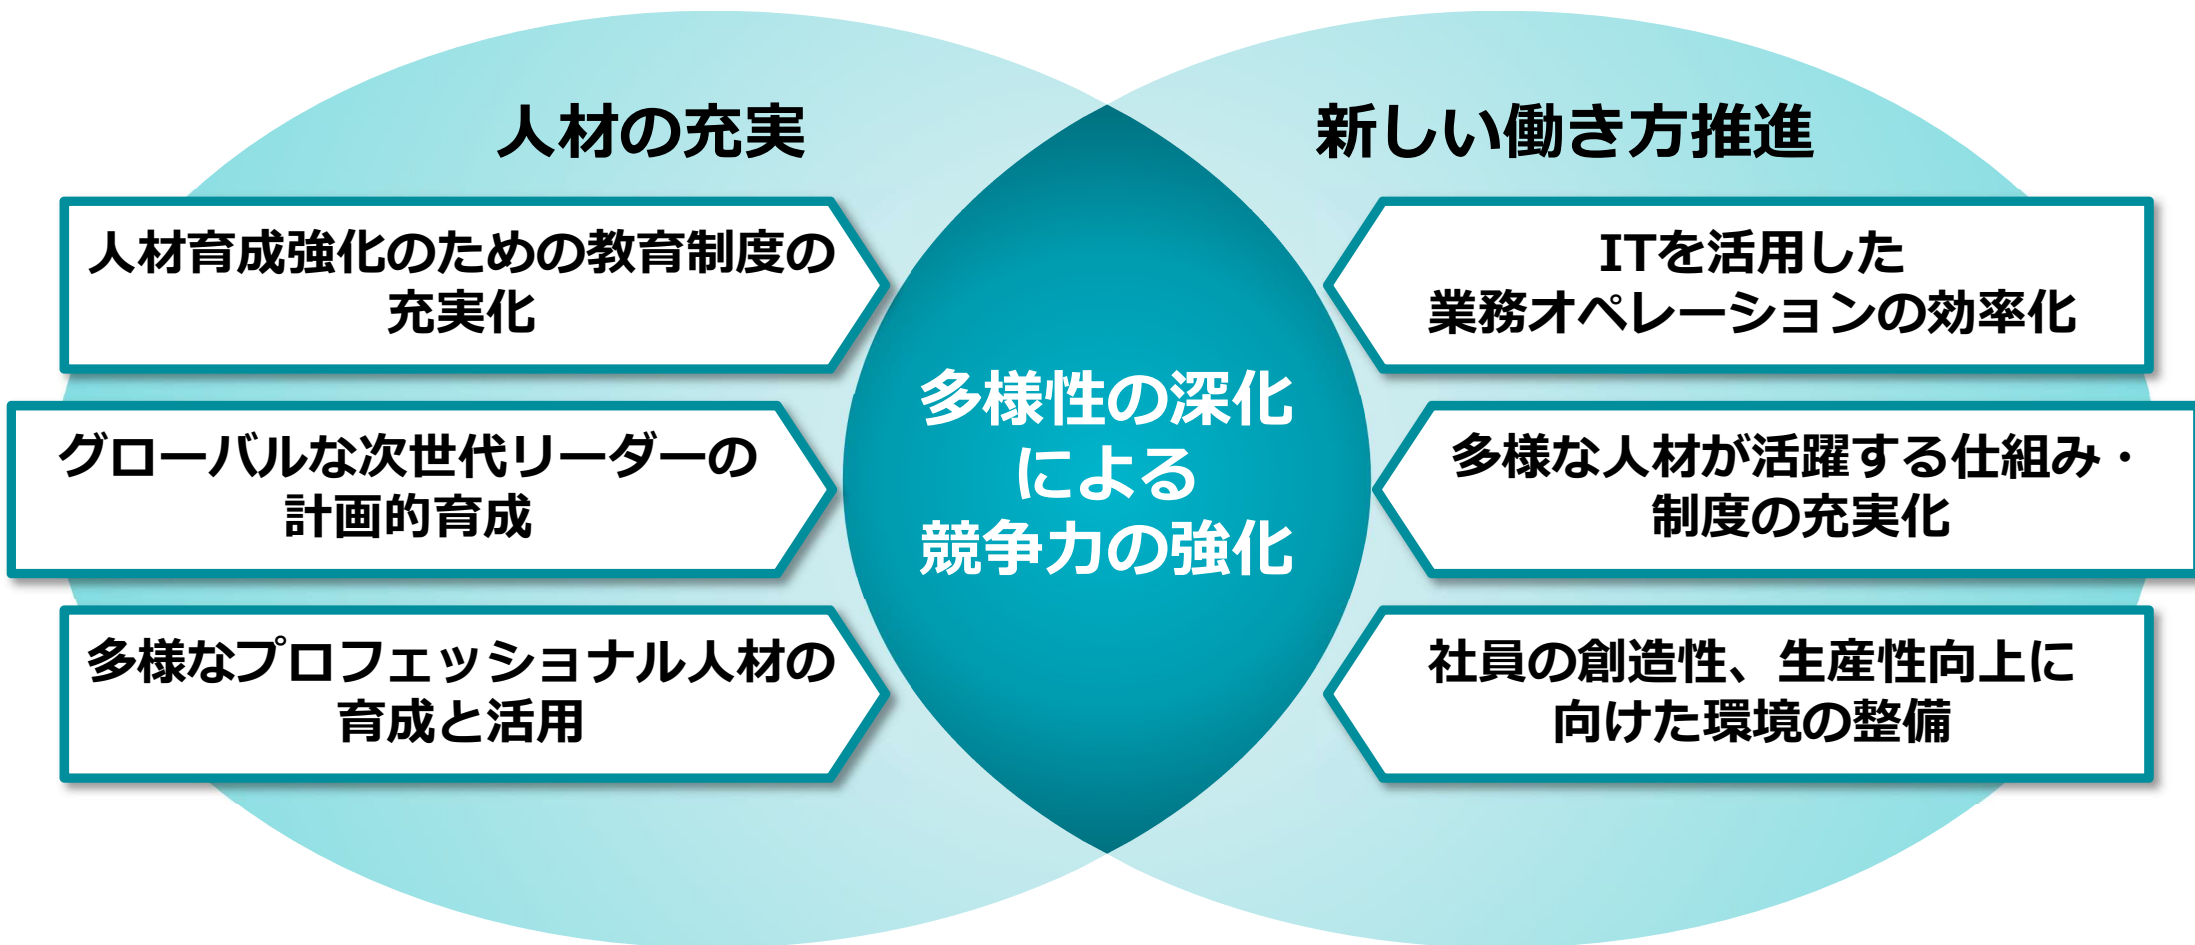 人材の充実
人材育成強化のための教育制度の
充実化
グローバルな次世代リーダーの
計画的育成
多様なプロフェッショナル人材の
育成と活用
多様性の深化
による
競争力の強化
新しい働き方推進
ITを活用した
業務オペレーションの効率化
多様な人材が活躍する仕組み・
制度の充実化
社員の創造性、生産性向上に
向けた環境の整備